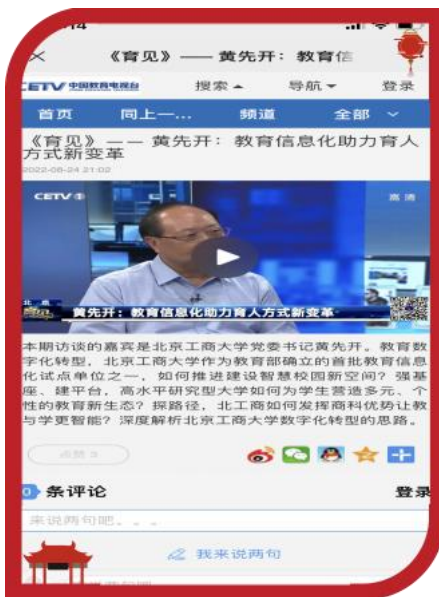 《育见》—— 黄先开：教育信
CETV 中国教育电视台 搜索 导航 登录
首页 同上一... 频道 全部
《育见》—— 黄先开：教育信息化助力育人
方式新变革
2022-08-24 21:02
CETV 1 高清
北京 黄先开：教育信息化助力育人方式新变革
本期访谈的嘉宾是北京工商大学党委书记黄先开。教育数
字化转型，北京工商大学作为教育部确立的首批教育信息
化试点单位之一，如何推进建设智慧校园新空间？强基
座、建平台，高水平研究型大学如何为学生营造多元、个
性的教育新生态？探路径，北工商如何发挥商科优势让教
与学更智能？深度解析北京工商大学数字化转型的思路。
0 条评论 登录
来说两句吧。。。
我来说两句